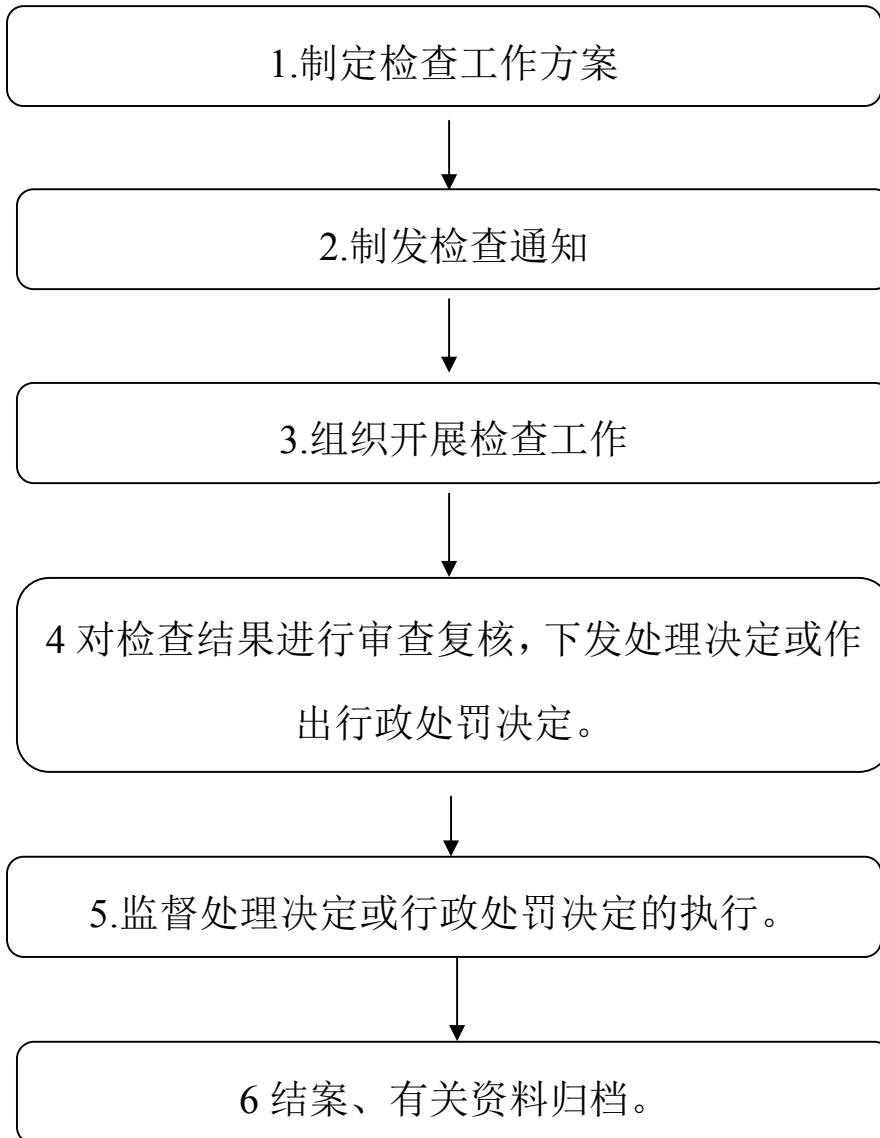 1.制定检查工作方案
2.制发检查通知
3.组织开展检查工作
4 对检查结果进行审查复核，下发处理决定或作
出行政处罚决定。
5.监督处理决定或行政处罚决定的执行。
6 结案、有关资料归档。